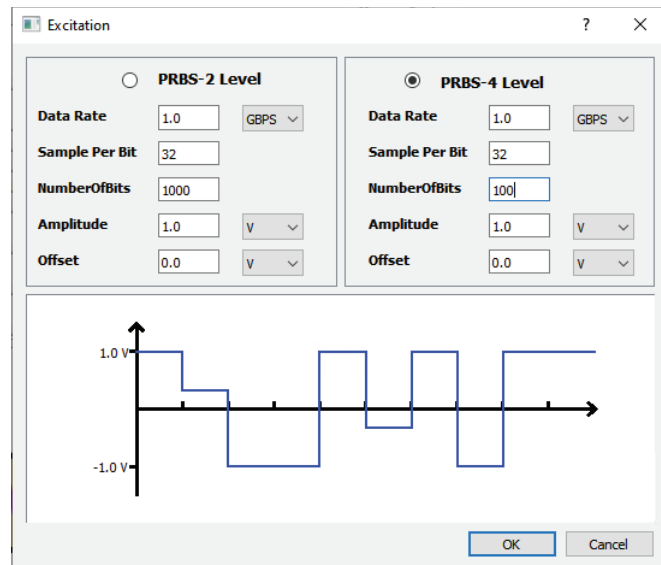 Excitation ? ×
PRBS-2 Level
Data Rate 1.0 GBPS
Sample Per Bit 32
NumberOfBits 1000
Amplitude 1.0 V
Offset 0.0 V
PRBS-4 Level
Data Rate 1.0 GBPS
Sample Per Bit 32
NumberOfBits 100
Amplitude 1.0 V
Offset 0.0 V
1.0 V
-1.0 V
OK Cancel